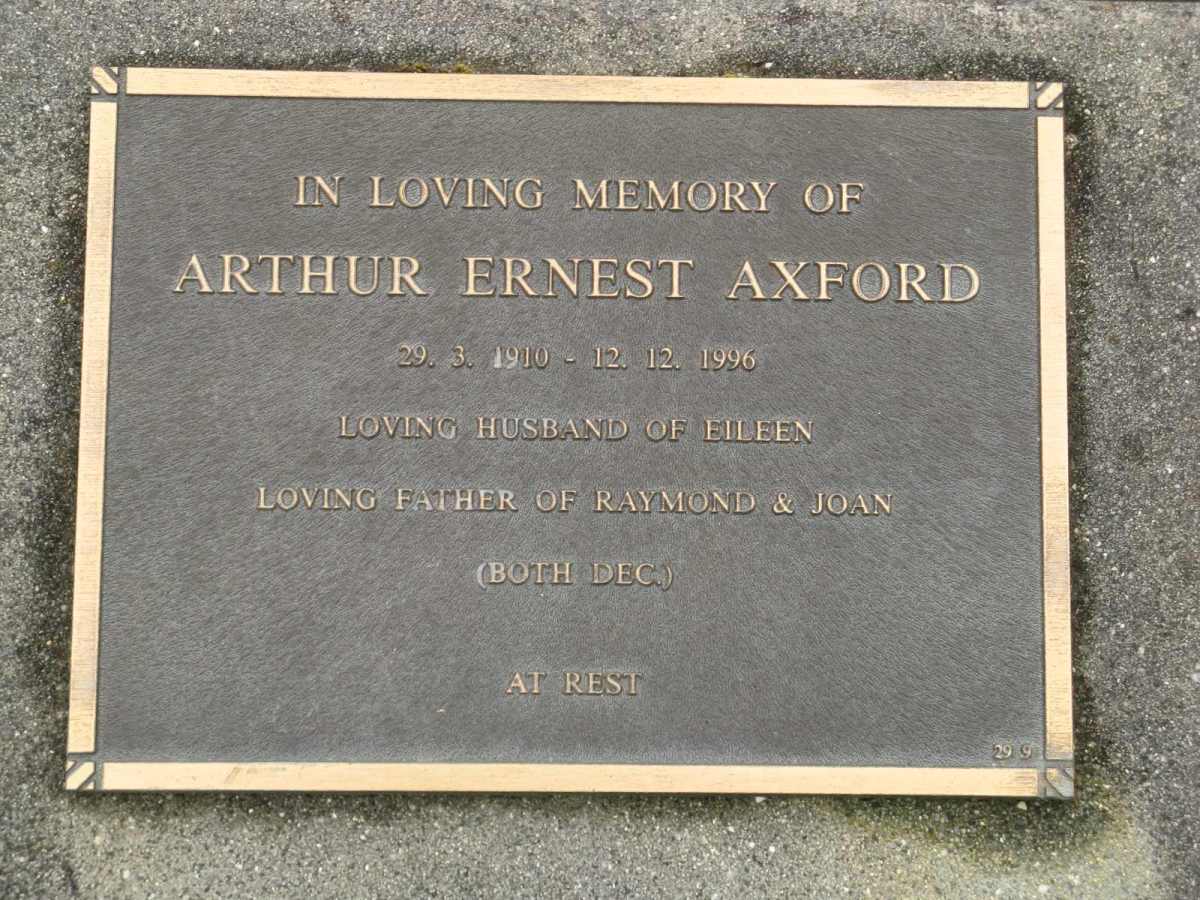 IN LOVING MEMORY OF
ARTHUR ERNEST AXFORD
29. 3. 1910 - 12. 12. 1996
LOVING HUSBAND OF EILEEN
LOVING FATHER OF RAYMOND & JOAN
(BOTH DEC.)
AT REST
29 9